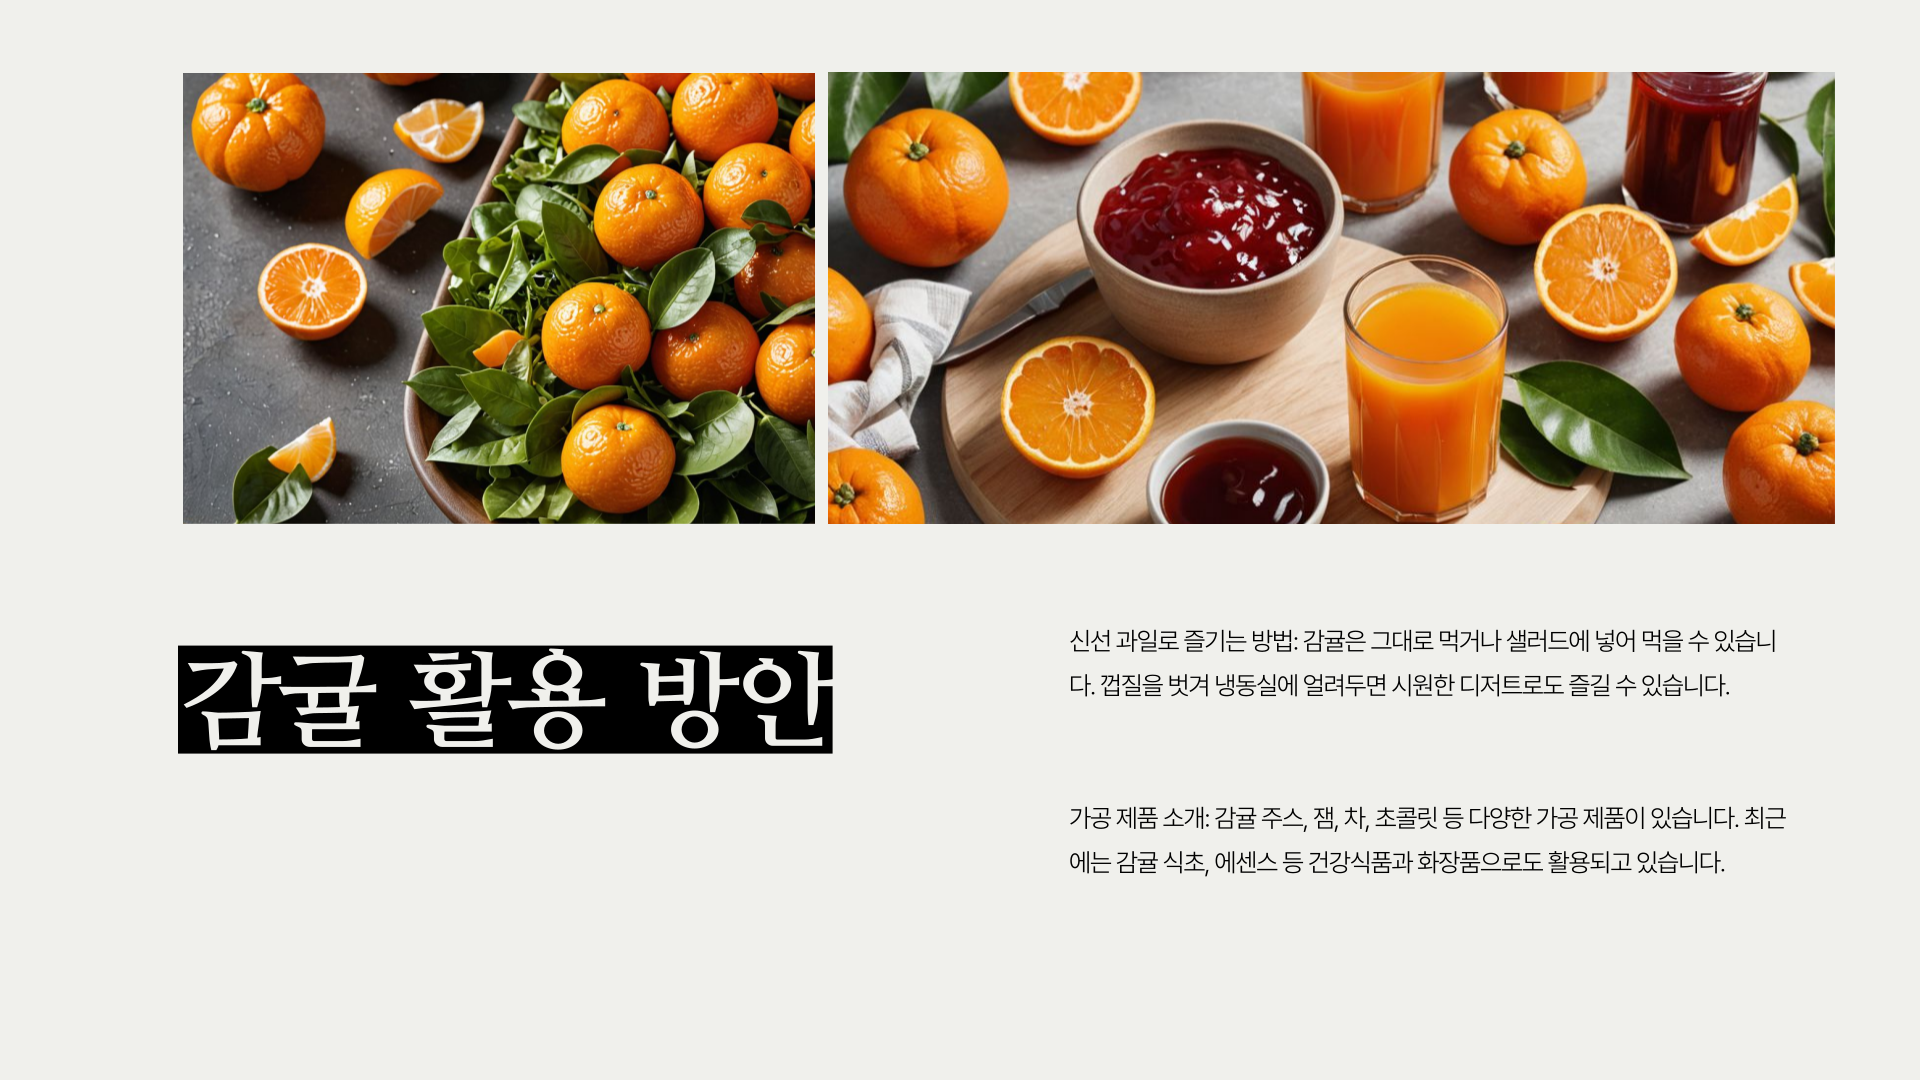 감귤 활용 방안
신선 과일로 즐기는 방법: 감귤은 그대로 먹거나 샐러드에 넣어 먹을 수 있습니
다. 껍질을 벗겨 냉동실에 얼려두면 시원한 디저트로도 즐길 수 있습니다.
가공 제품 소개: 감귤 주스, 잼, 차, 초콜릿 등 다양한 가공 제품이 있습니다. 최근
에는 감귤 식초, 에센스 등 건강식품과 화장품으로도 활용되고 있습니다.